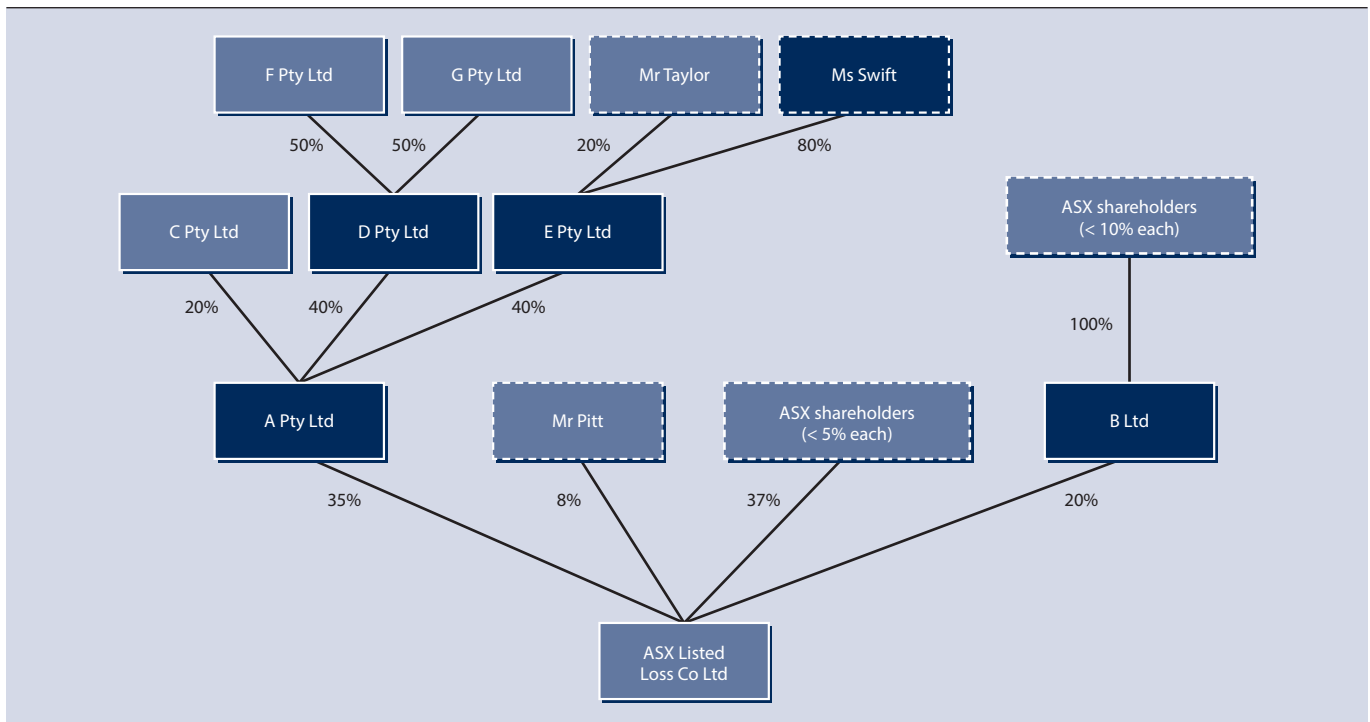 F Pty Ltd
G Pty Ltd
Mr Taylor
Ms Swift
50%
50%
20%
80%
C Pty Ltd
D Pty Ltd
E Pty Ltd
ASX shareholders
(< 10% each)
20%
40%
40%
100%
A Pty Ltd
Mr Pitt
ASX shareholders
(< 5% each)
B Ltd
35%
8%
37%
20%
ASX Listed
Loss Co Ltd